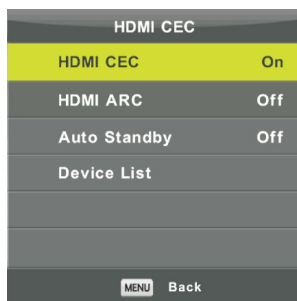 HDMI CEC
HDMI CEC On
HDMI ARC Off
Auto Standby Off
Device List
MENU Back